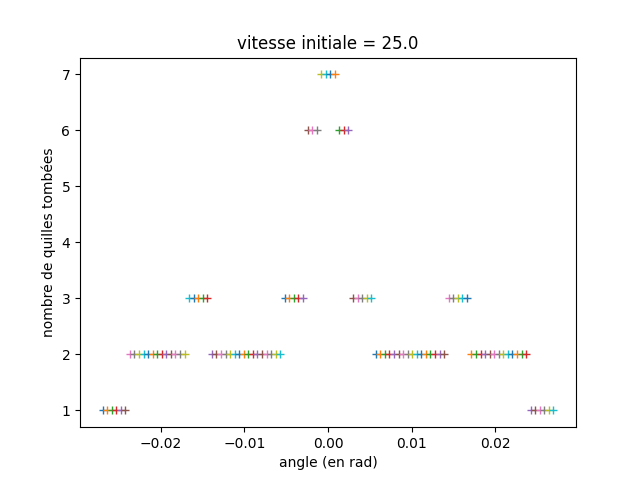 vitesse initiale = 25.0
nombre de quilles tombées
7
6
5
4
3
2
1
−0.02 −0.01 0.00 0.01 0.02
angle (en rad)